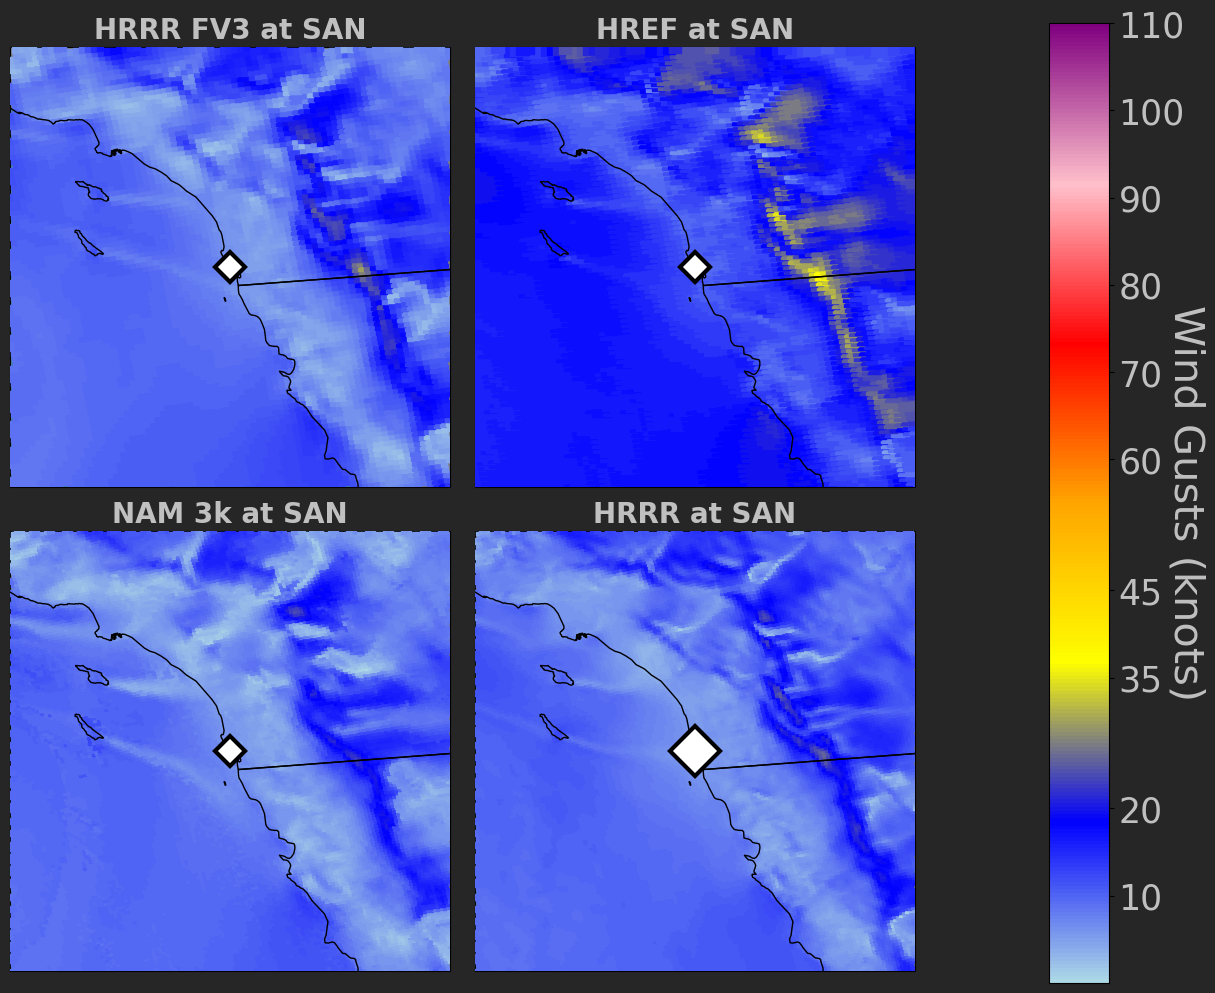 HRRR FV3 at SAN
HREF at SAN
NAM 3k at SAN
HRRR at SAN
110
100
90
80
70
60
45
35
20
10
Wind Gusts (knots)